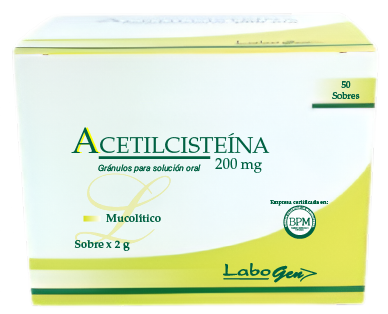 50
Sobres
ACETILCISTEÍNA
Gránulos para solución oral
200 mg
Mucolítico
Empresa certificada en:
BPM
Sobre x 2 g
LaboGen